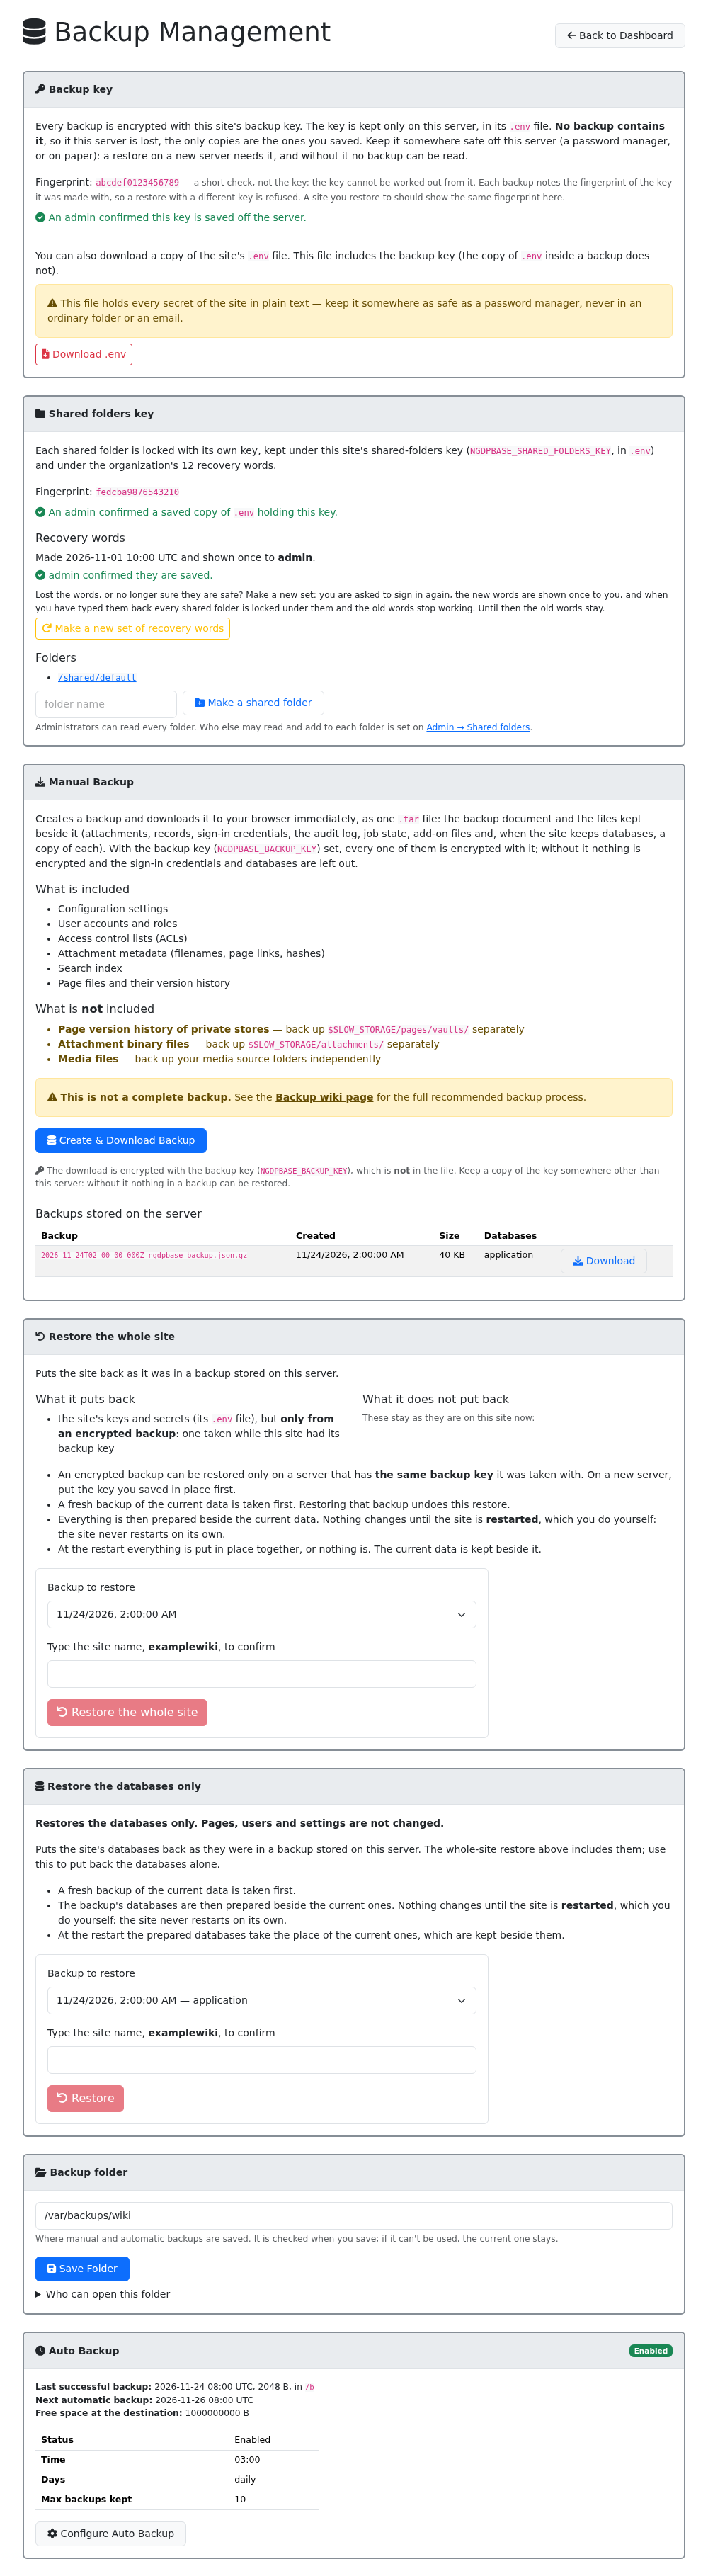 Backup Management
← Back to Dashboard
Backup key
Every backup is encrypted with this site's backup key. The key is kept only on this server, in its .env file. No backup contains
it, so if this server is lost, the only copies are the ones you saved. Keep it somewhere safe off this server (a password manager,
or on paper): a restore on a new server needs it, and without it no backup can be read.
Fingerprint: abcdef0123456789 — a short check, not the key: the key cannot be worked out from it. Each backup notes the fingerprint of the key
it was made with, so a restore with a different key is refused. A site you restore to should show the same fingerprint here.
An admin confirmed this key is saved off the server.
You can also download a copy of the site's .env file. This file includes the backup key (the copy of .env inside a backup does
not).
This file holds every secret of the site in plain text — keep it somewhere as safe as a password manager, never in an
ordinary folder or an email.
Download .env
Shared folders key
Each shared folder is locked with its own key, kept under this site's shared-folders key (NGDPBASE_SHARED_FOLDERS_KEY, in .env)
and under the organization's 12 recovery words.
Fingerprint: fedcba9876543210
An admin confirmed a saved copy of .env holding this key.
Recovery words
Made 2026-11-01 10:00 UTC and shown once to admin.
admin confirmed they are saved.
Lost the words, or no longer sure they are safe? Make a new set: you are asked to sign in again, the new words are shown once to you, and when
you have typed them back every shared folder is locked under them and the old words stop working. Until then the old words stay.
Make a new set of recovery words
Folders
• /shared/default
folder name
Make a shared folder
Administrators can read every folder. Who else may read and add to each folder is set on Admin → Shared folders.
Manual Backup
Creates a backup and downloads it to your browser immediately, as one .tar file: the backup document and the files kept
beside it (attachments, records, sign-in credentials, the audit log, job state, add-on files and, when the site keeps databases, a
copy of each). With the backup key (NGDPBASE_BACKUP_KEY) set, every one of them is encrypted with it; without it nothing is
encrypted and the sign-in credentials and databases are left out.
What is included
• Configuration settings
• User accounts and roles
• Access control lists (ACLs)
• Attachment metadata (filenames, page links, hashes)
• Search index
• Page files and their version history
What is not included
• Page version history of private stores — back up $SLOW_STORAGE/pages/vaults/ separately
• Attachment binary files — back up $SLOW_STORAGE/attachments/ separately
• Media files — back up your media source folders independently
This is not a complete backup. See the Backup wiki page for the full recommended backup process.
Create & Download Backup
The download is encrypted with the backup key (NGDPBASE_BACKUP_KEY), which is not in the file. Keep a copy of the key somewhere other than
this server: without it nothing in a backup can be restored.
Backups stored on the server
Backup Created Size Databases
2026-11-24T02-00-00-000Z-ngdpbase-backup.json.gz 11/24/2026, 2:00:00 AM 40 KB application Download
Restore the whole site
Puts the site back as it was in a backup stored on this server.
What it puts back
• the site's keys and secrets (its .env file), but only from
an encrypted backup: one taken while this site had its
backup key
What it does not put back
These stay as they are on this site now:
• An encrypted backup can be restored only on a server that has the same backup key it was taken with. On a new server,
put the key you saved in place first.
• A fresh backup of the current data is taken first. Restoring that backup undoes this restore.
• Everything is then prepared beside the current data. Nothing changes until the site is restarted, which you do yourself:
the site never restarts on its own.
• At the restart everything is put in place together, or nothing is. The current data is kept beside it.
Backup to restore
11/24/2026, 2:00:00 AM
Type the site name, examplewiki, to confirm
Restore the whole site
Restore the databases only
Restores the databases only. Pages, users and settings are not changed.
Puts the site's databases back as they were in a backup stored on this server. The whole-site restore above includes them; use
this to put back the databases alone.
• A fresh backup of the current data is taken first.
• The backup's databases are then prepared beside the current ones. Nothing changes until the site is restarted, which you
do yourself: the site never restarts on its own.
• At the restart the prepared databases take the place of the current ones, which are kept beside them.
Backup to restore
11/24/2026, 2:00:00 AM — application
Type the site name, examplewiki, to confirm
Restore
Backup folder
/var/backups/wiki
Where manual and automatic backups are saved. It is checked when you save; if it can't be used, the current one stays.
Save Folder
Who can open this folder
Auto Backup
Enabled
Last successful backup: 2026-11-24 08:00 UTC, 2048 B, in /b
Next automatic backup: 2026-11-26 08:00 UTC
Free space at the destination: 1000000000 B
Status Enabled
Time 03:00
Days daily
Max backups kept 10
Configure Auto Backup